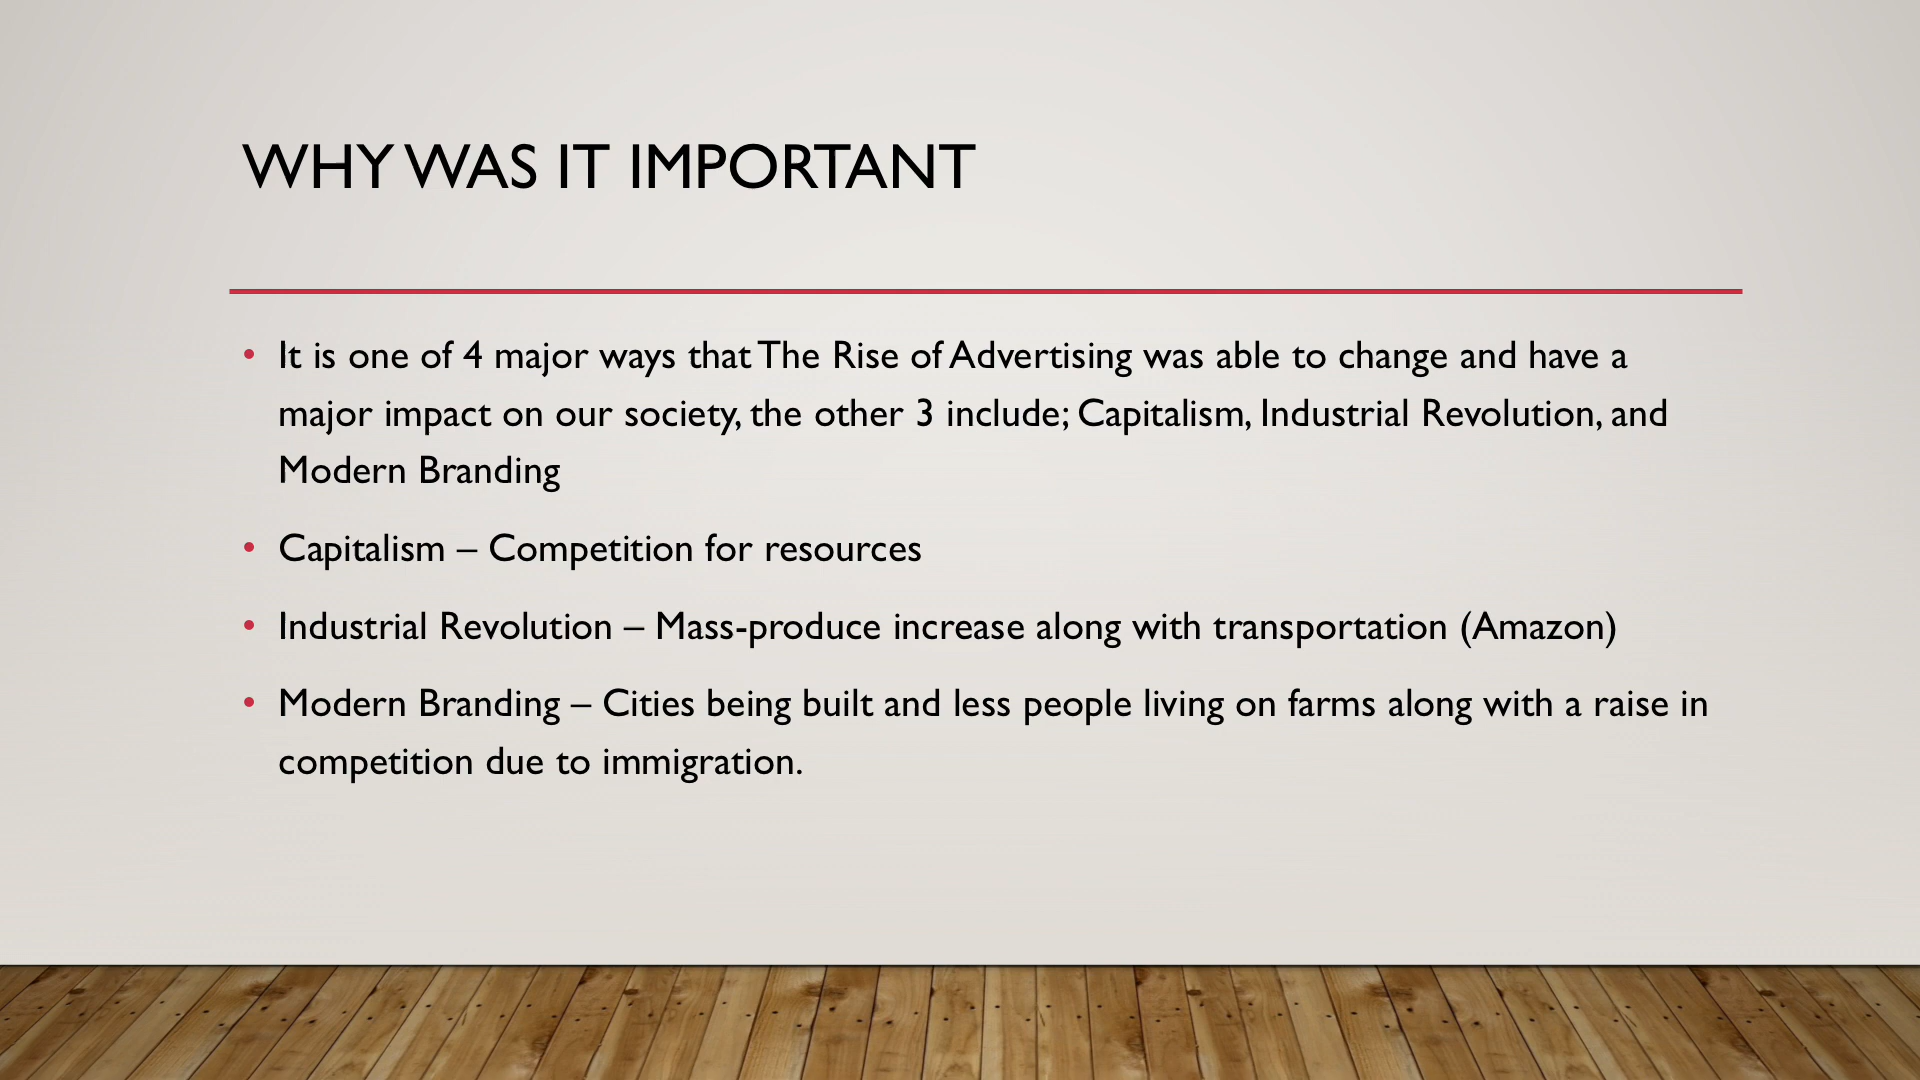 WHY WAS IT IMPORTANT
• It is one of 4 major ways that The Rise of Advertising was able to change and have a
major impact on our society, the other 3 include; Capitalism, Industrial Revolution, and
Modern Branding
• Capitalism – Competition for resources
• Industrial Revolution – Mass-produce increase along with transportation (Amazon)
• Modern Branding – Cities being built and less people living on farms along with a raise in
competition due to immigration.